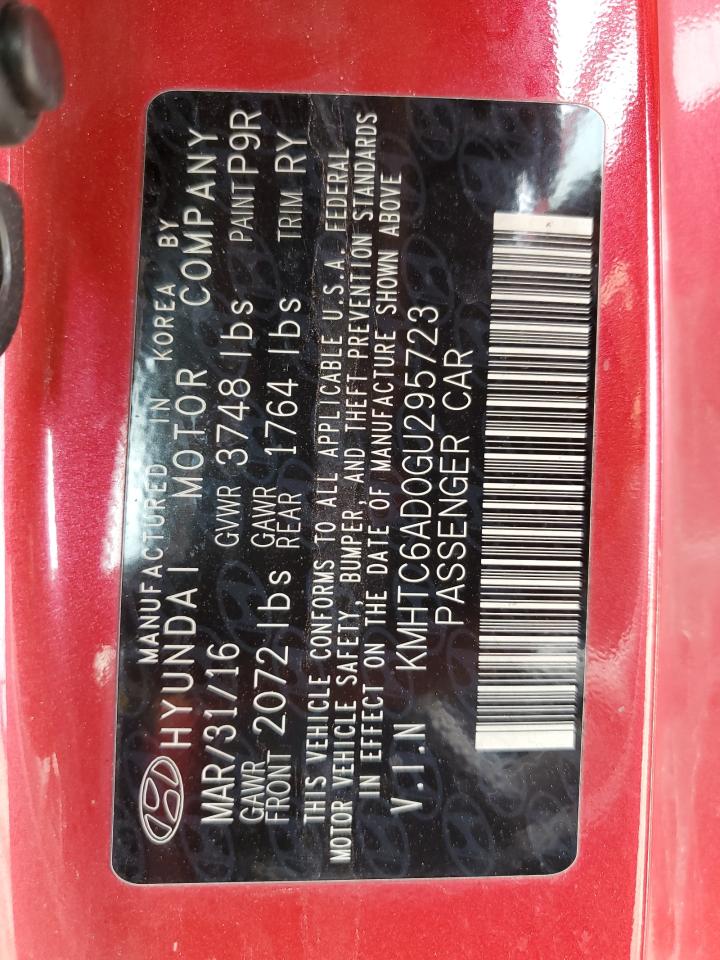 MANUFACTURED IN KOREA BY
HYUNDAI MOTOR COMPANY
MAR/31/16 GVWR 3748 lbs PAINT P9R
GAWR FRONT 2072 lbs GAWR REAR 1764 lbs TRIM RY
THIS VEHICLE CONFORMS TO ALL APPLICABLE U.S.A. FEDERAL
MOTOR VEHICLE SAFETY, BUMPER, AND THEFT PREVENTION STANDARDS
IN EFFECT ON THE DATE OF MANUFACTURE SHOWN ABOVE
V.I.N KMHTC6AD0GU295723
PASSENGER CAR